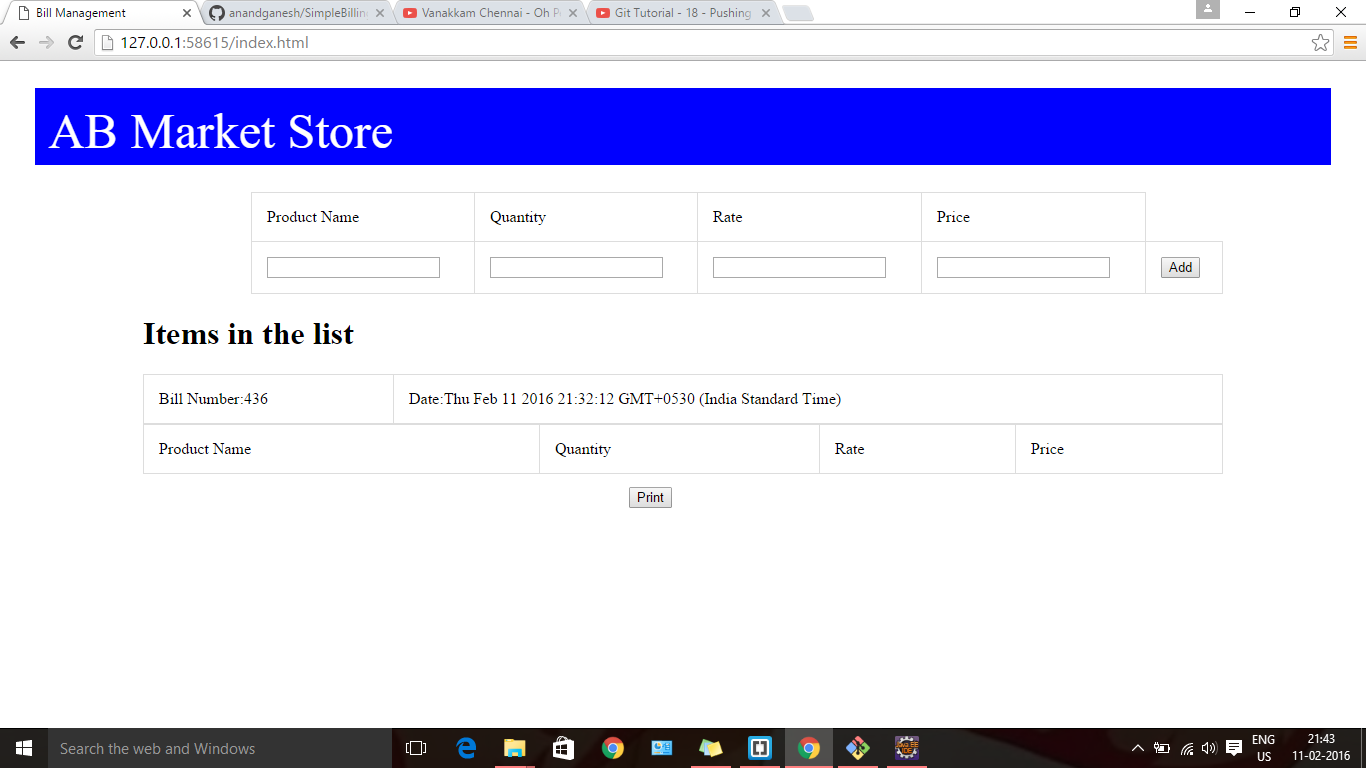 Bill Management
anandganesh/SimpleBillin
Vanakkam Chennai - Oh P
Git Tutorial - 18 - Pushing
127.0.0.1:58615/index.html
AB Market Store
Product Name Quantity Rate Price
Add
Items in the list
Bill Number:436 Date:Thu Feb 11 2016 21:32:12 GMT+0530 (India Standard Time)
Product Name Quantity Rate Price
Print
Search the web and Windows
ENG
US
21:43
11-02-2016